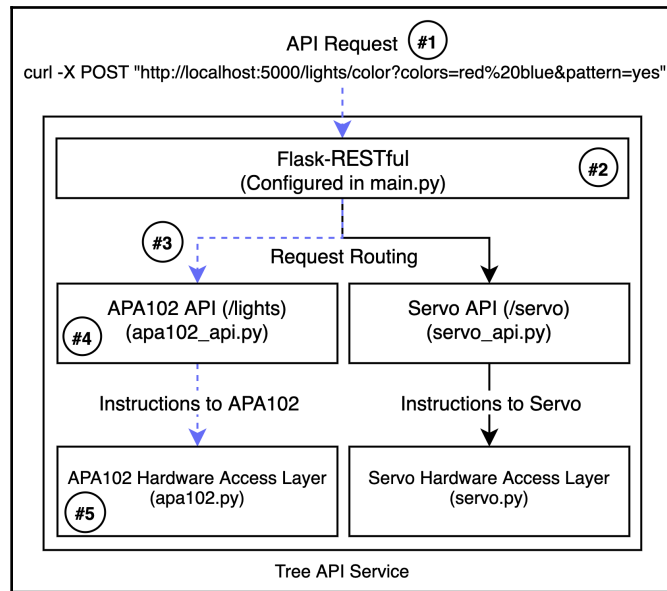 API Request #1
curl -X POST "http://localhost:5000/lights/color?colors=red%20blue&pattern=yes"
Flask-RESTful
(Configured in main.py)
#2
#3
Request Routing
APA102 API (/lights)
(apa102_api.py)
#4
Servo API (/servo)
(servo_api.py)
Instructions to APA102
Instructions to Servo
APA102 Hardware Access Layer
(apa102.py)
#5
Servo Hardware Access Layer
(servo.py)
Tree API Service